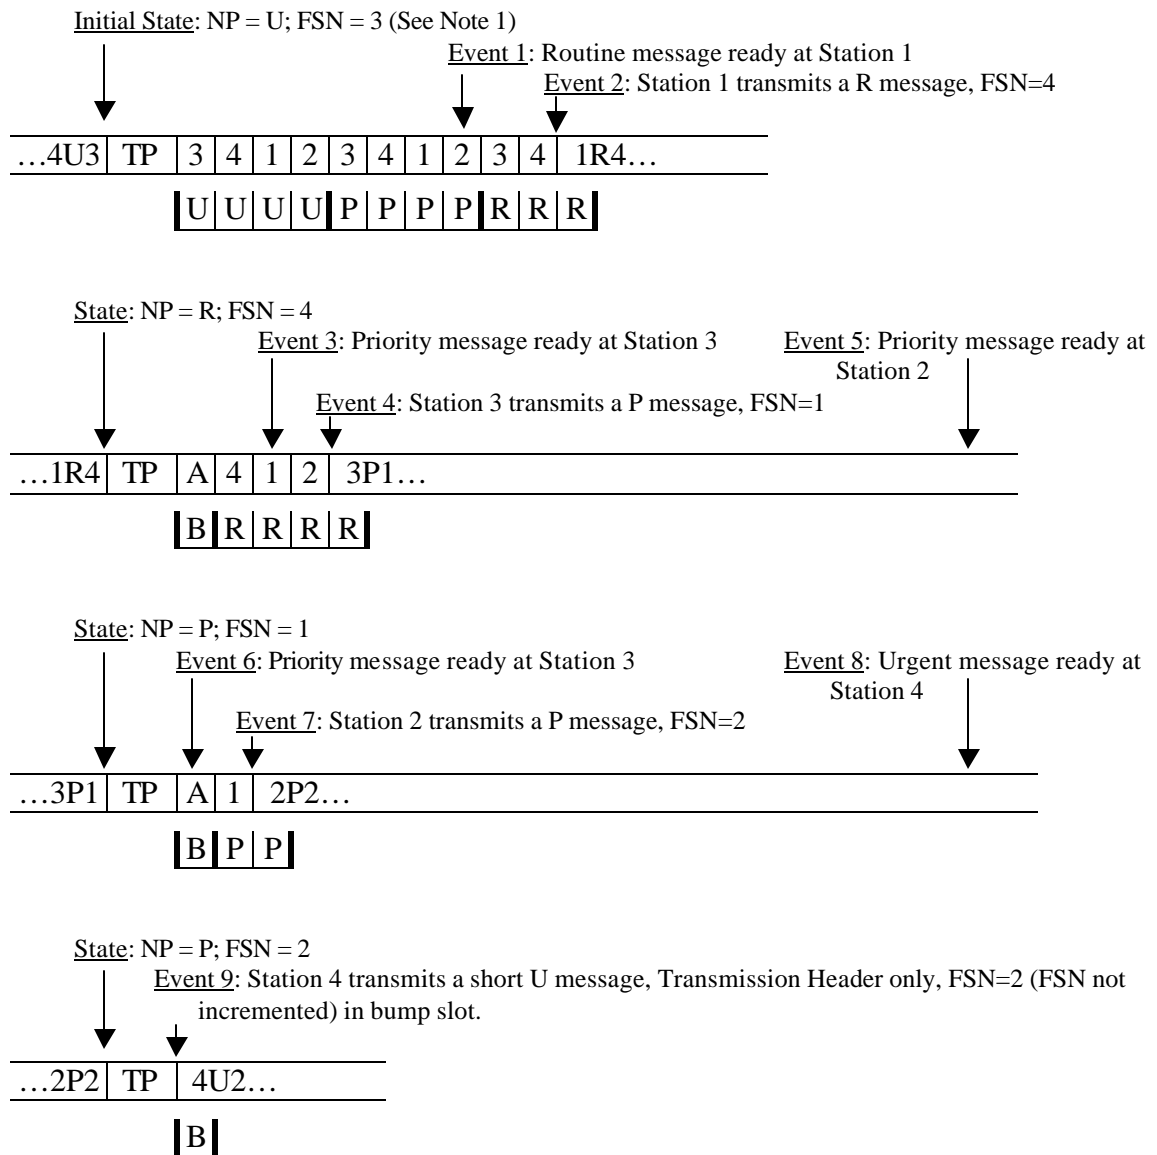 Initial State: NP = U; FSN = 3 (See Note 1)
Event 1: Routine message ready at Station 1
Event 2: Station 1 transmits a R message, FSN=4
…4U3 TP 3 4 1 2 3 4 1 2 3 4 1R4…
U U U U P P P P R R R
State: NP = R; FSN = 4
Event 3: Priority message ready at Station 3
Event 5: Priority message ready at
Station 2
Event 4: Station 3 transmits a P message, FSN=1
…1R4 TP A 4 1 2 3P1…
B R R R R
State: NP = P; FSN = 1
Event 6: Priority message ready at Station 3
Event 8: Urgent message ready at
Station 4
Event 7: Station 2 transmits a P message, FSN=2
…3P1 TP A 1 2P2…
B P P
State: NP = P; FSN = 2
Event 9: Station 4 transmits a short U message, Transmission Header only, FSN=2 (FSN not
incremented) in bump slot.
…2P2 TP 4U2…
B